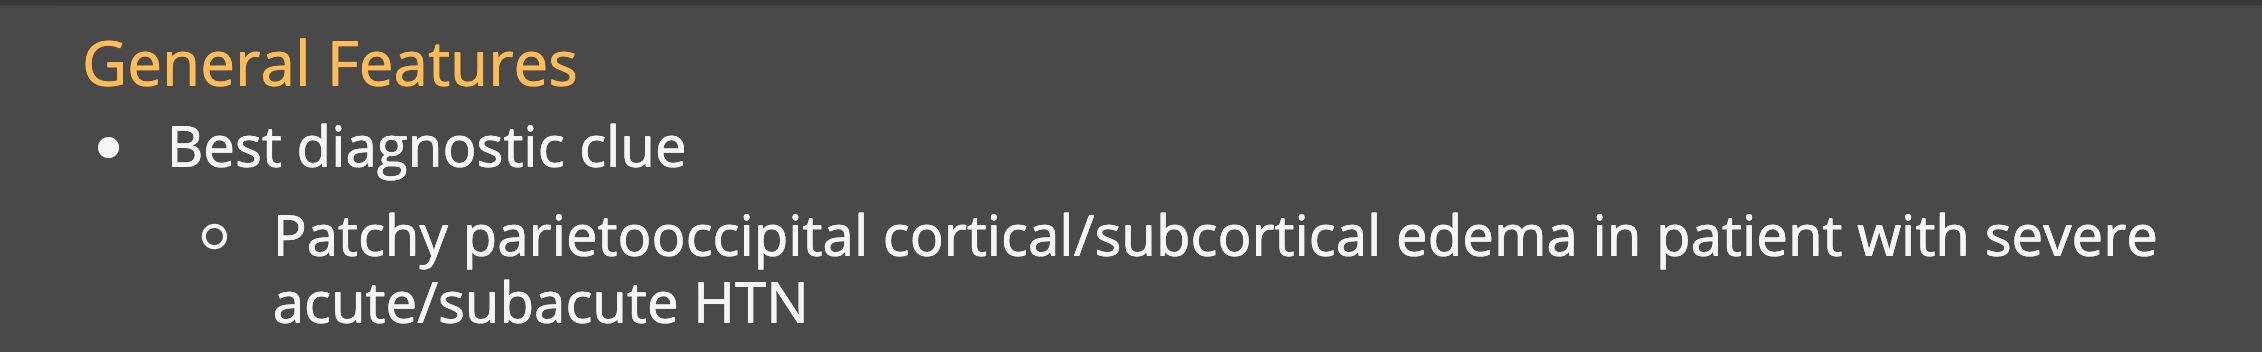 General Features
• Best diagnostic clue
○ Patchy parietooccipital cortical/subcortical edema in patient with severe
acute/subacute HTN